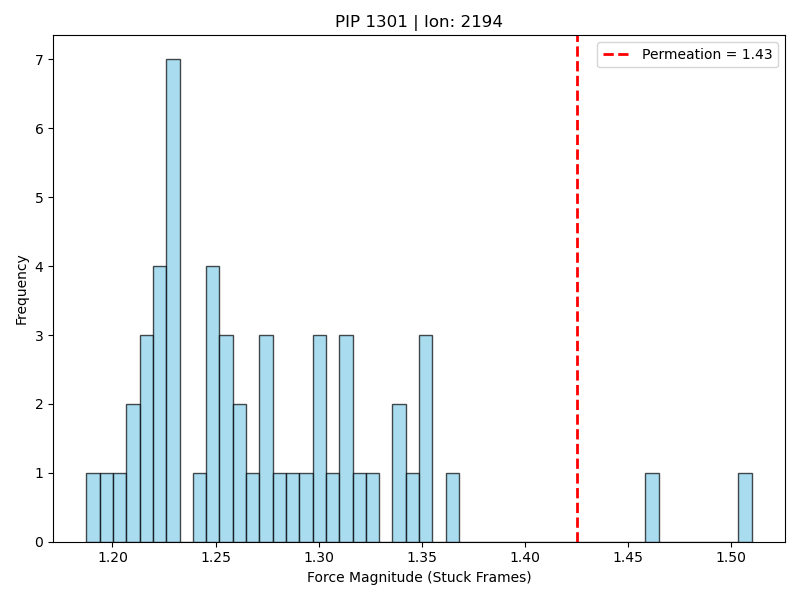 PIP 1301 | Ion: 2194
Permeation = 1.43
7
6
5
4
3
2
1
0
Frequency
1.20 1.25 1.30 1.35 1.40 1.45 1.50
Force Magnitude (Stuck Frames)